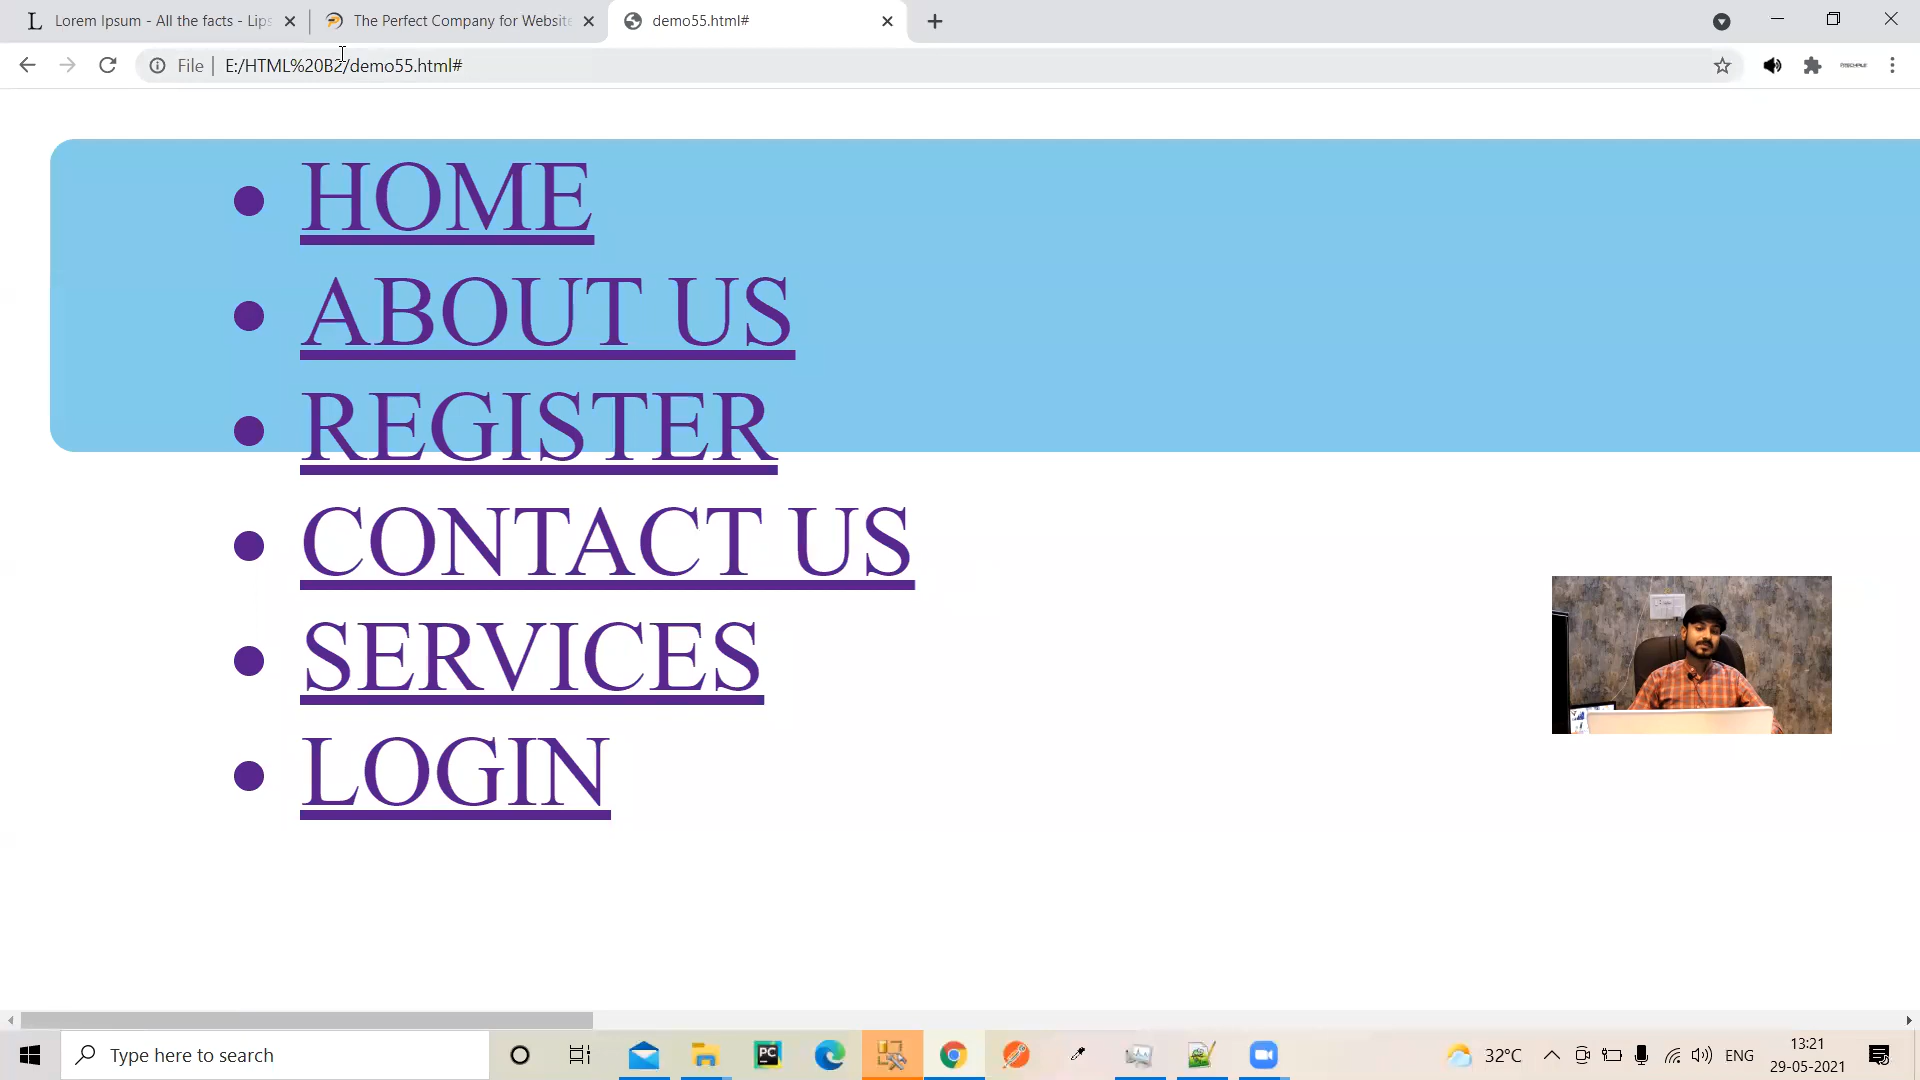 Lorem Ipsum - All the facts - Lips
The Perfect Company for Website
demo55.html#
File
E:/HTML%20B2/demo55.html#
HOME
ABOUT US
REGISTER
CONTACT US
SERVICES
LOGIN
Type here to search
PC
32°C
ENG
13:21
29-05-2021